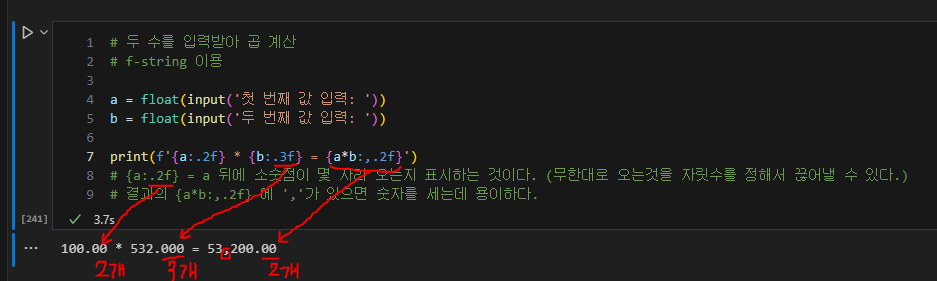 1 # 두 수를 입력받아 곱 계산
2 # f-string 이용
3
4 a = float(input('첫 번째 값 입력: '))
5 b = float(input('두 번째 값 입력: '))
6
7 print(f'{a:.2f} * {b:.3f} = {a*b:,.2f}')
8 # {a:.2f} = a 뒤에 소숫점이 몇 자리 오는지 표시하는 것이다. (무한대로 오는것을 자릿수를 정해서 끊어낼 수 있다.)
9 # 결과의 {a*b:,.2f} 에 ','가 있으면 숫자를 세는데 용이하다.
[241] 3.7s
100.00 * 532.000 = 53,200.00
2개 3개 2개